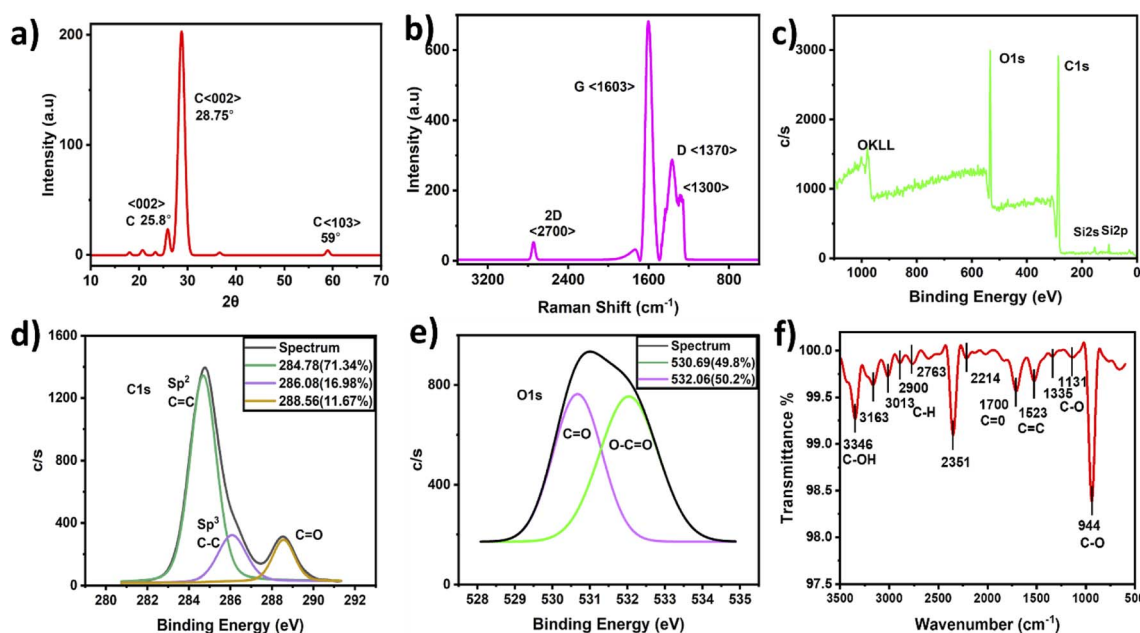 a)
200
100
0
Intensity (a.u)
C<002>
28.75°
<002>
C 25.8°
C<103>
59°
10 20 30 40 50 60 70
2θ
b)
600
400
200
0
Intensity (a.u)
G <1603>
D <1370>
<1300>
2D
<2700>
3200 2400 1600 800
Raman Shift (cm-1)
c)
3000
2000
1000
0
c/s
O1s
C1s
OKLL
Si2s
Si2p
1000 800 600 400 200 0
Binding Energy (eV)
d)
1600
1200
800
400
0
c/s
C1s
Sp2
C=C
Sp3
C-C
C=O
Spectrum
284.78(71.34%)
286.08(16.98%)
288.56(11.67%)
280 282 284 286 288 290 292
Binding Energy (eV)
e)
800
400
0
c/s
O1s
C=O
O-C=O
Spectrum
530.69(49.8%)
532.06(50.2%)
528 529 530 531 532 533 534 535
Binding Energy (eV)
f)
100.0
99.5
99.0
98.5
98.0
97.5
Transmittance %
3346
C-OH
3163
3013
2900
C-H
2763
2351
2214
1700
C=0
1523
C=C
1335
1131
C-O
944
C-O
3500 3000 2500 2000 1500 1000 500
Wavenumber (cm-1)